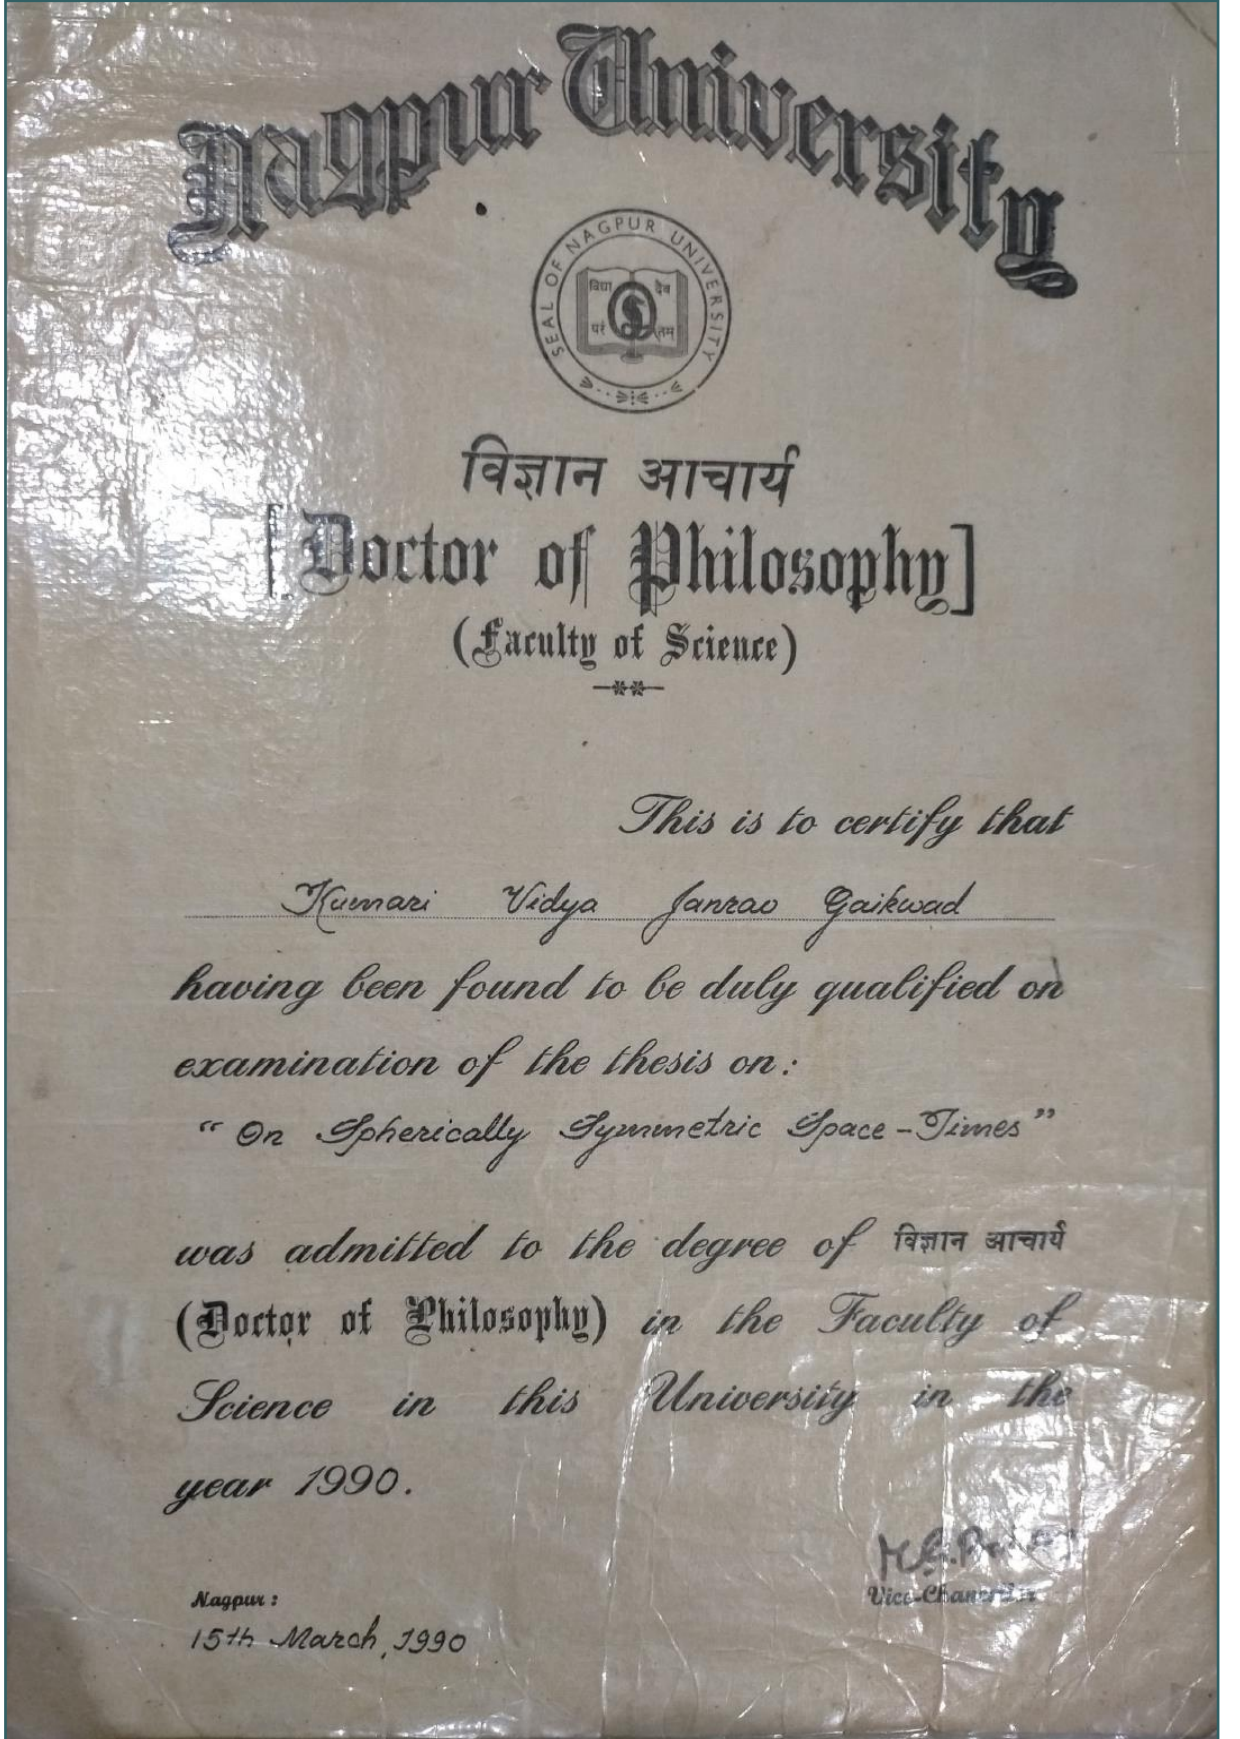 Nagpur University
SEAL OF NAGPUR UNIVERSITY
विद्या दैव
परं तम
विज्ञान आचार्य
[Doctor of Philosophy]
(Faculty of Science)
This is to certify that
Kumari Vidya Janrao Gaikwad
having been found to be duly qualified on
examination of the thesis on:
“On Spherically Symmetric Space-Times”
was admitted to the degree of विज्ञान आचार्य
(Doctor of Philosophy) in the Faculty of
Science in this University in the
year 1990.
Vice-Chancellor
Nagpur:
15th March, 1990